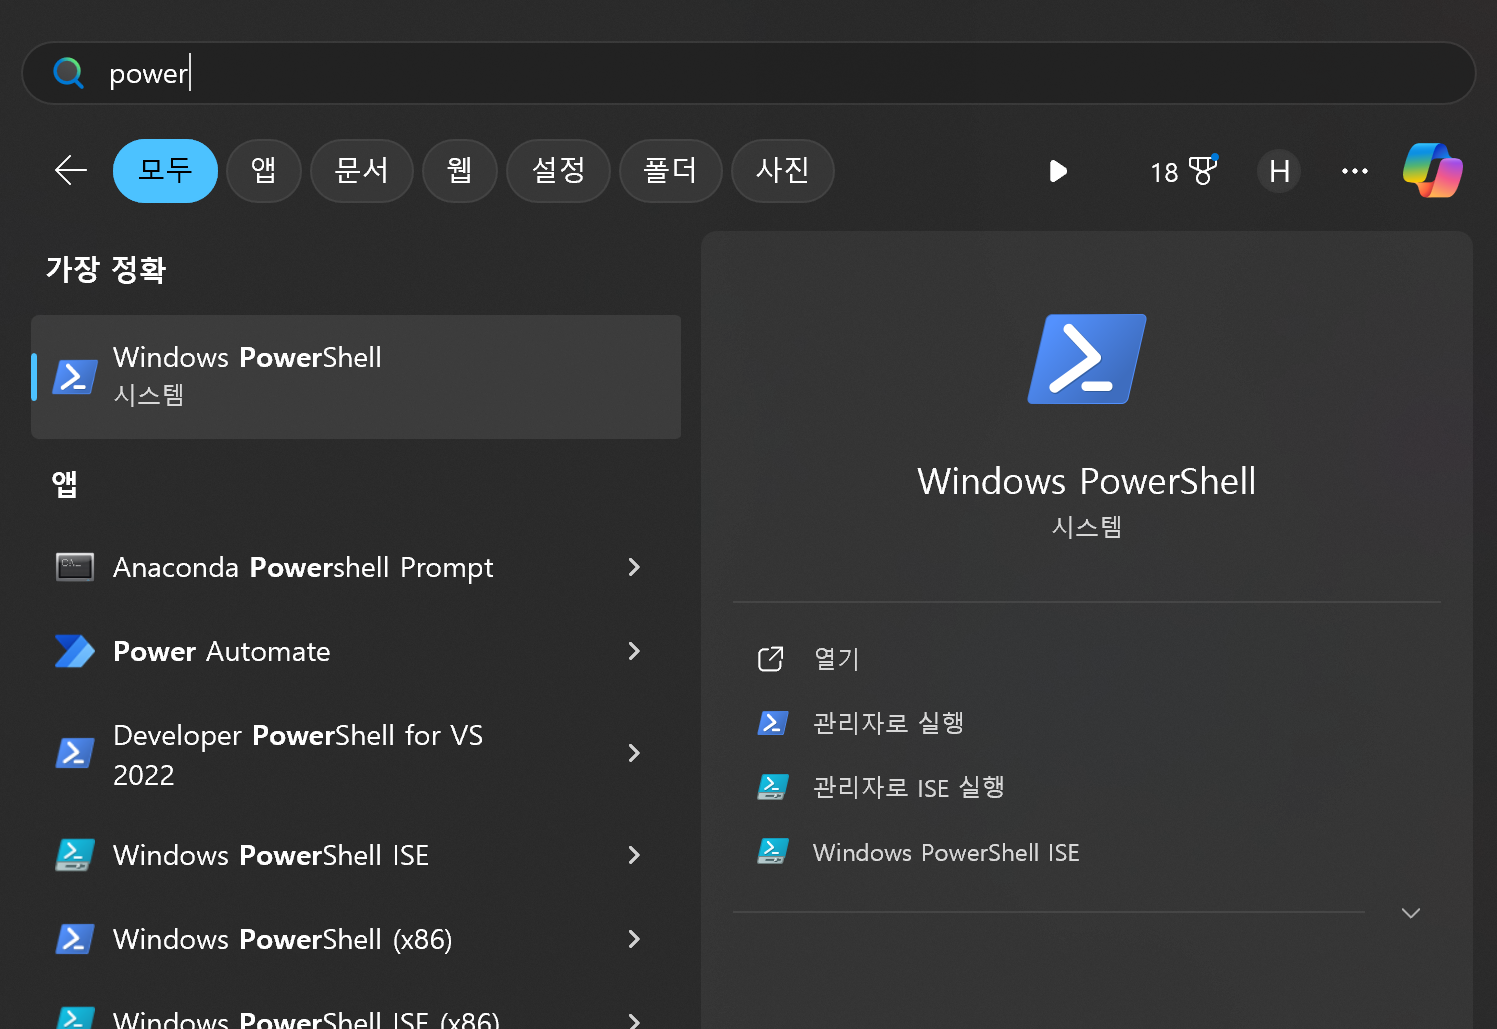 power
모두
앱
문서
웹
설정
폴더
사진
18
H
가장 정확
Windows PowerShell
시스템
앱
Anaconda Powershell Prompt
Power Automate
Developer PowerShell for VS
2022
Windows PowerShell ISE
Windows PowerShell (x86)
Windows PowerShell ISE (x86)
Windows PowerShell
시스템
열기
관리자로 실행
관리자로 ISE 실행
Windows PowerShell ISE